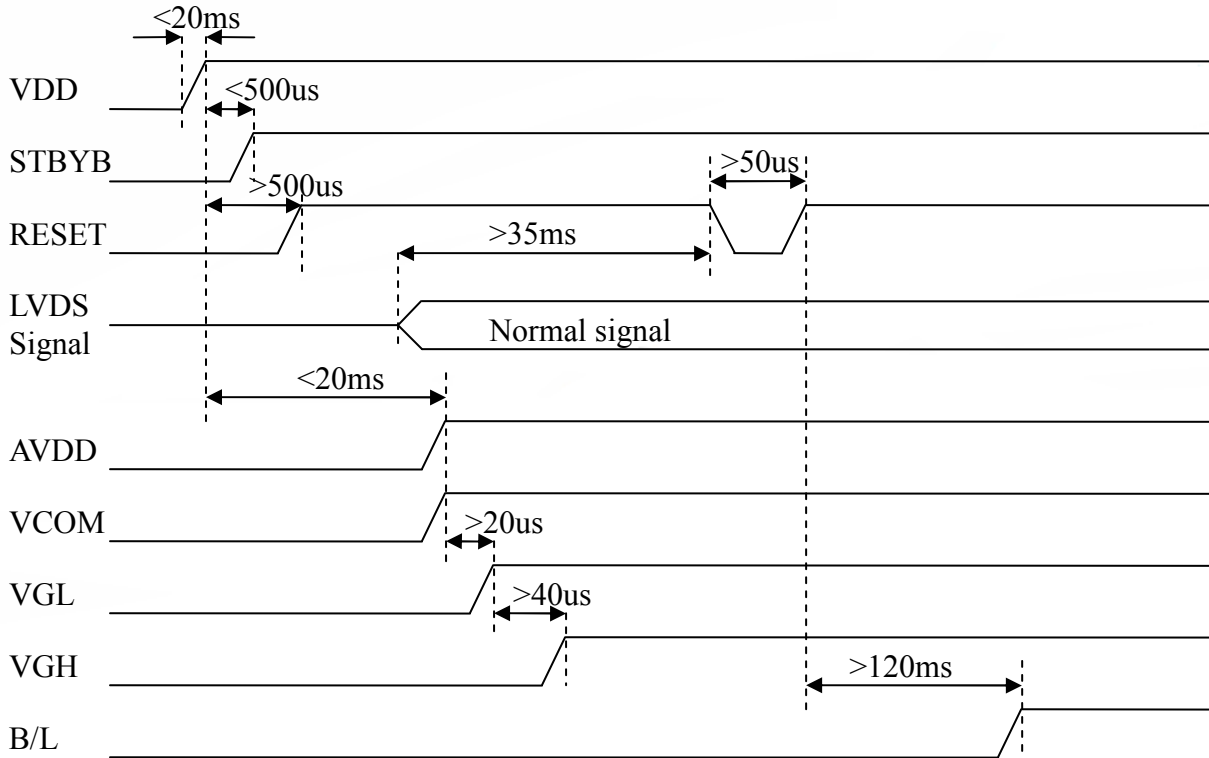 <20ms
VDD
<500us
STBYB
>500us
>50us
RESET
>35ms
LVDS
Signal
Normal signal
<20ms
AVDD
VCOM
>20us
VGL
>40us
VGH
>120ms
B/L